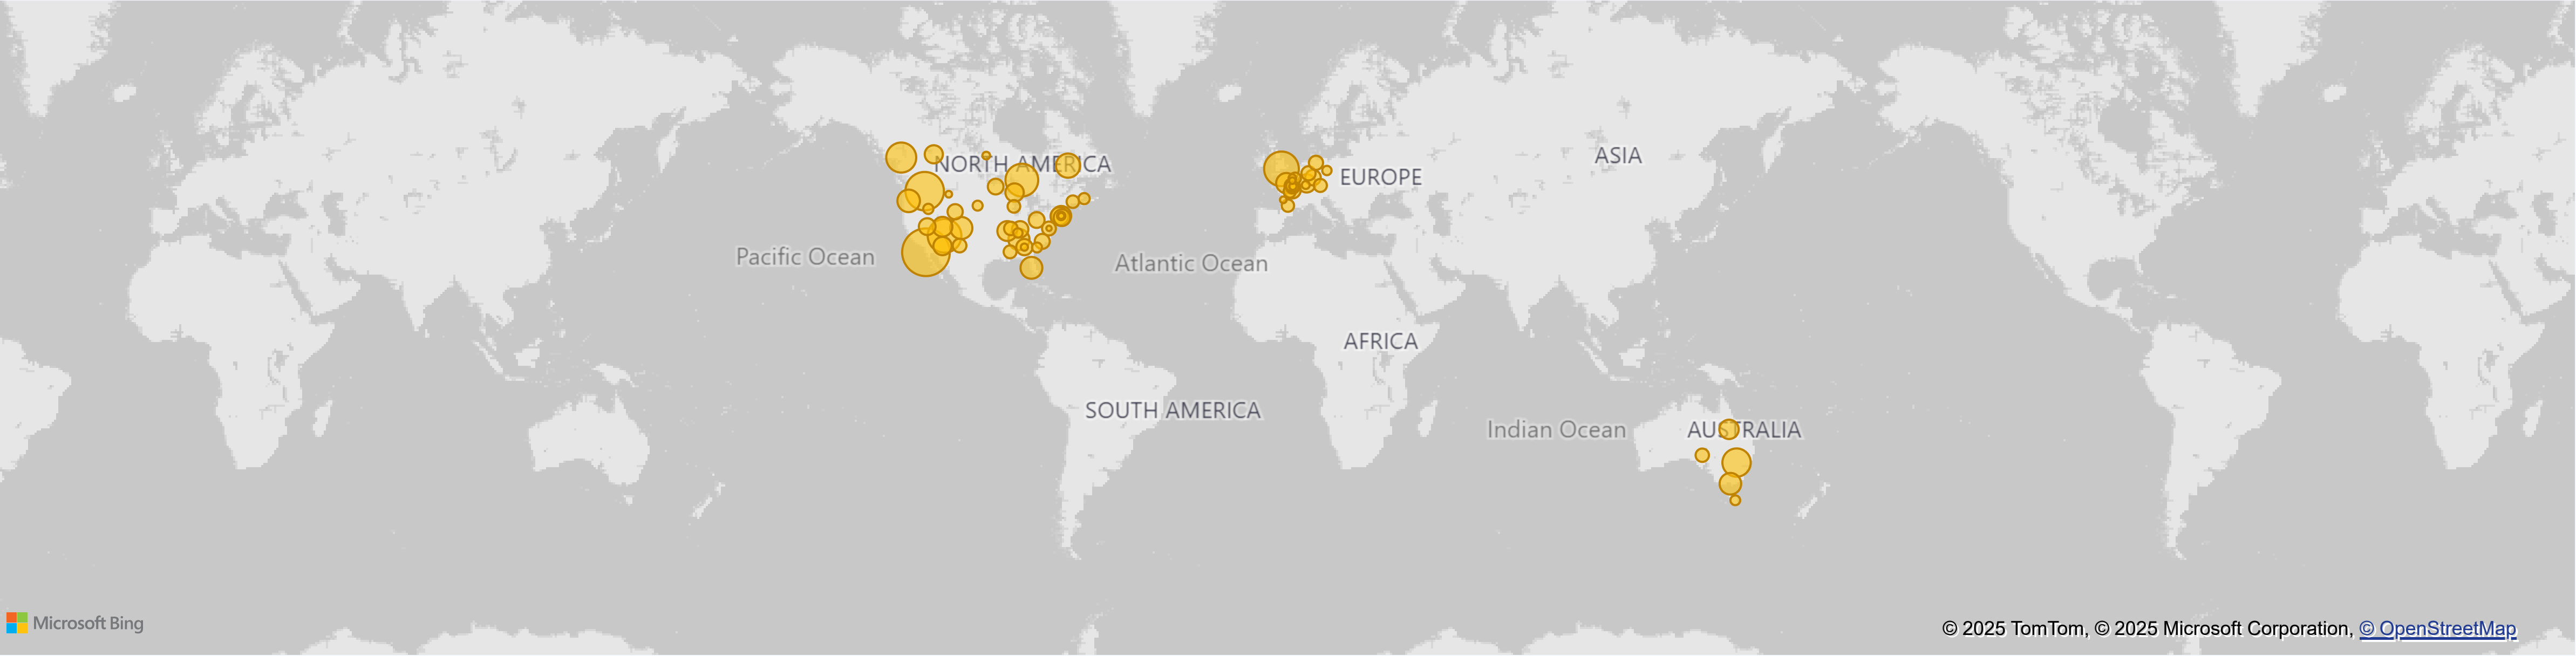 NORTH AMERICA
ASIA
EUROPE
Pacific Ocean
Atlantic Ocean
AFRICA
SOUTH AMERICA
Indian Ocean
AUSTRALIA
Microsoft Bing
© 2025 TomTom, © 2025 Microsoft Corporation, © OpenStreetMap